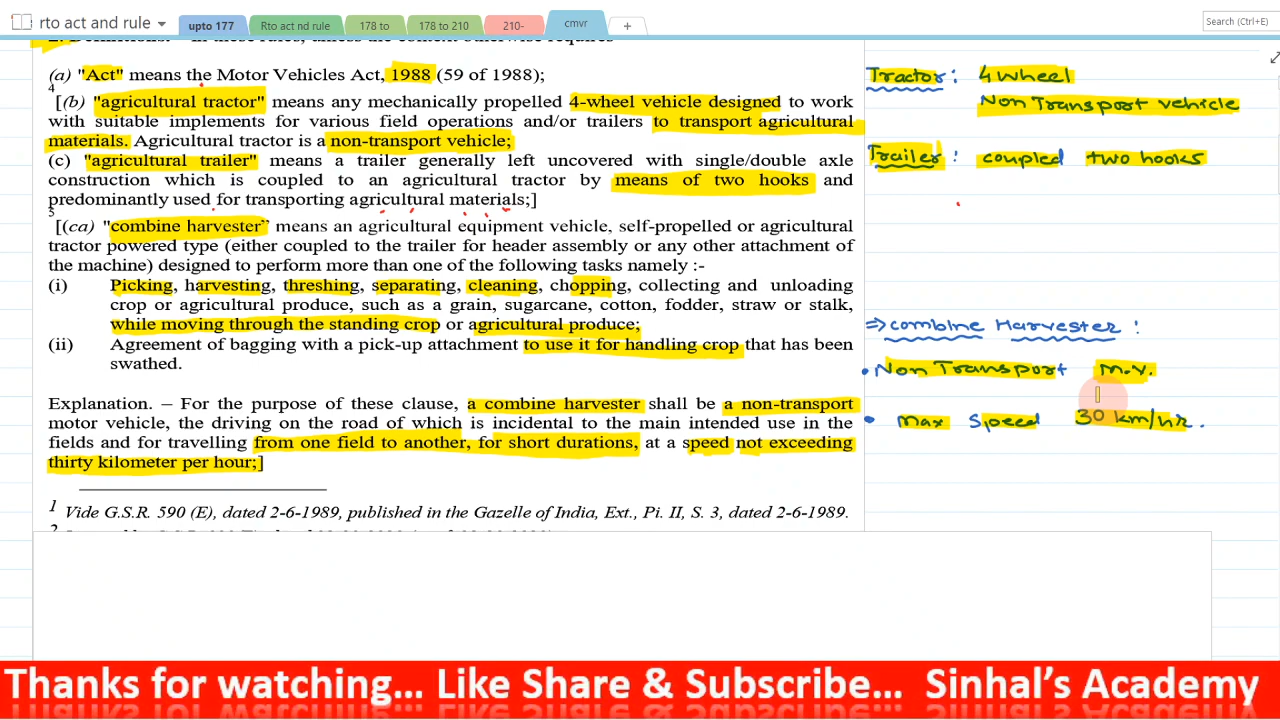 rto act and rule
upto 177
Rto act nd rule
178 to
178 to 210
210-
cmvr
Search (Ctrl+E)
2. Definitions. - In these rules, unless the context otherwise requires
(a) "Act" means the Motor Vehicles Act, 1988 (59 of 1988);
4
[(b) "agricultural tractor" means any mechanically propelled 4-wheel vehicle designed to work
with suitable implements for various field operations and/or trailers to transport agricultural
materials. Agricultural tractor is a non-transport vehicle;
(c) "agricultural trailer" means a trailer generally left uncovered with single/double axle
construction which is coupled to an agricultural tractor by means of two hooks and
predominantly used for transporting agricultural materials;]
5
[(ca) "combine harvester" means an agricultural equipment vehicle, self-propelled or agricultural
tractor powered type (either coupled to the trailer for header assembly or any other attachment of
the machine) designed to perform more than one of the following tasks namely :-
(i) Picking, harvesting, threshing, separating, cleaning, chopping, collecting and unloading
crop or agricultural produce, such as a grain, sugarcane, cotton, fodder, straw or stalk,
while moving through the standing crop or agricultural produce;
(ii) Agreement of bagging with a pick-up attachment to use it for handling crop that has been
swathed.
Explanation. – For the purpose of these clause, a combine harvester shall be a non-transport
motor vehicle, the driving on the road of which is incidental to the main intended use in the
fields and for travelling from one field to another, for short durations, at a speed not exceeding
thirty kilometer per hour;]
1 Vide G.S.R. 590 (E), dated 2-6-1989, published in the Gazelle of India, Ext., Pi. II, S. 3, dated 2-6-1989.
2
Tractor : 4 wheel
Non Transport vehicle
Trailer : coupled two hooks
⇒ combine Harvester :
• Non Transport M.V.
• Max Speed 30 km/hr.
Thanks for watching... Like Share & Subscribe... Sinhal's Academy